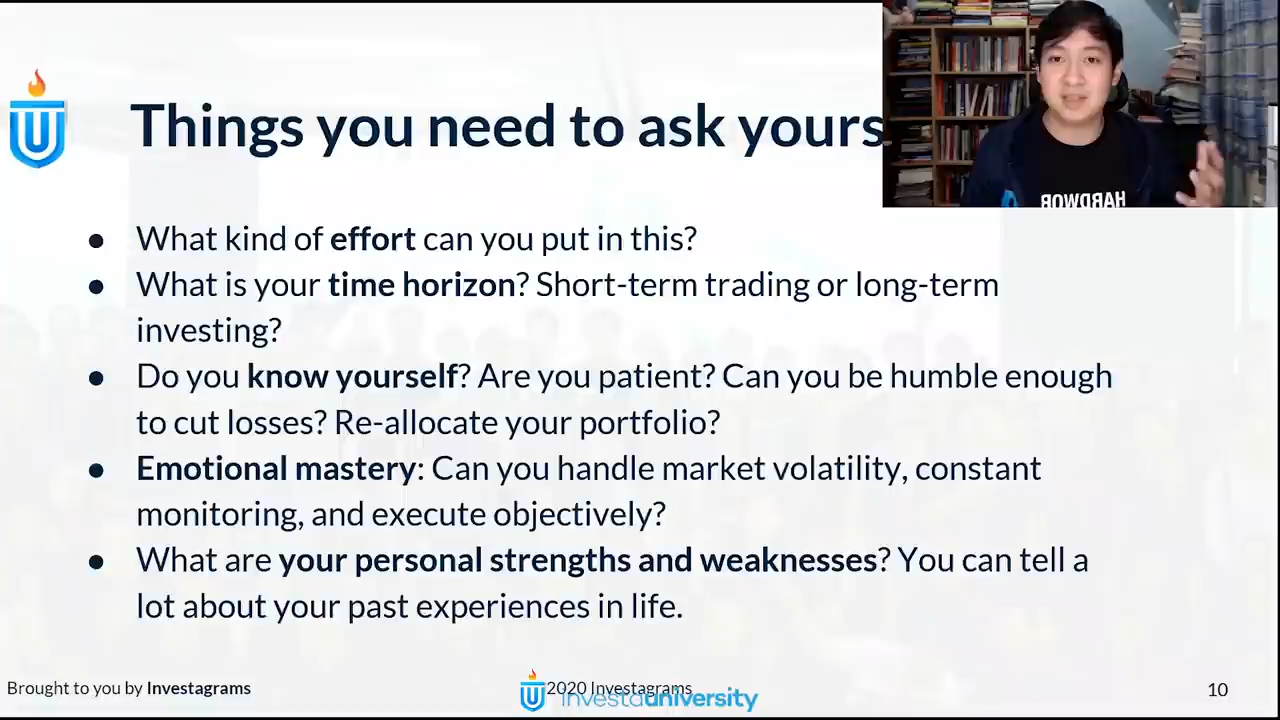 Things you need to ask yours
HARDWOR
● What kind of effort can you put in this?
● What is your time horizon? Short-term trading or long-term
investing?
● Do you know yourself? Are you patient? Can you be humble enough
to cut losses? Re-allocate your portfolio?
● Emotional mastery: Can you handle market volatility, constant
monitoring, and execute objectively?
● What are your personal strengths and weaknesses? You can tell a
lot about your past experiences in life.
Brought to you by Investagrams
2020 Investagrams
investauniversity
10